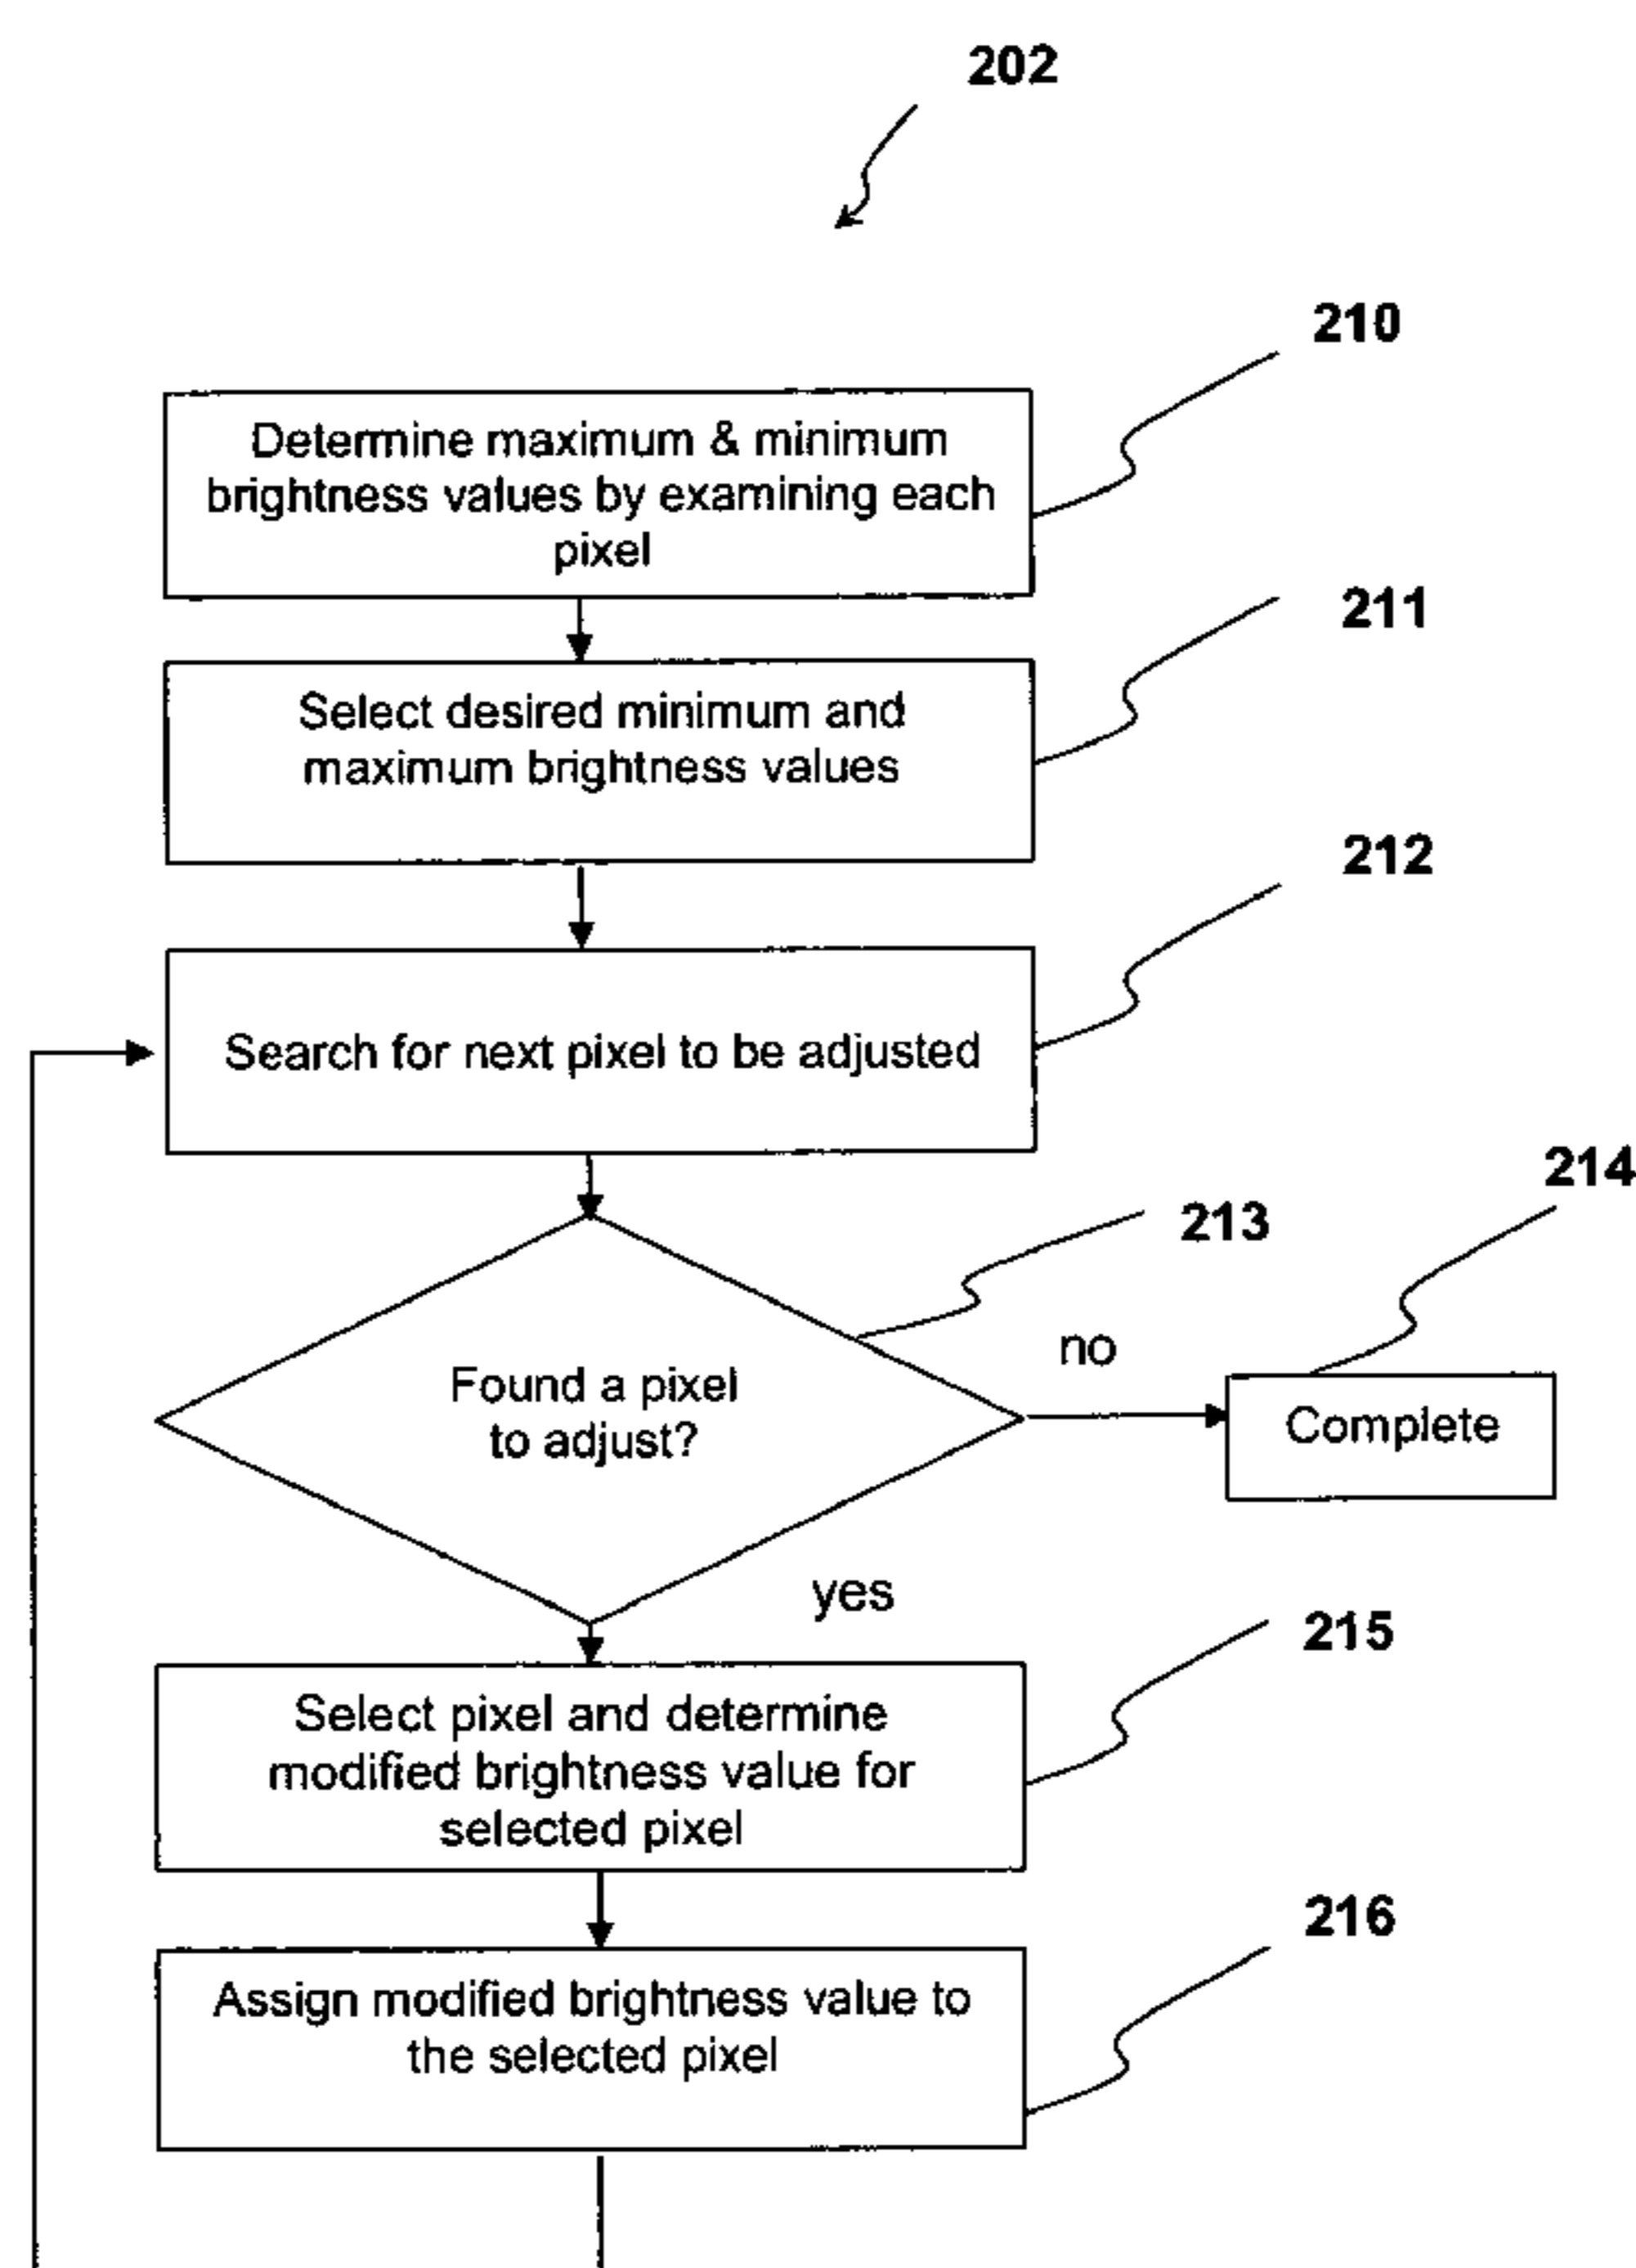 202
210
Determine maximum & minimum
brightness values by examining each
pixel
211
Select desired minimum and
maximum brightness values
212
Search for next pixel to be adjusted
214
213
no
Found a pixel
to adjust?
Complete
yes
215
Select pixel and determine
modified brightness value for
selected pixel
216
Assign modified brightness value to
the selected pixel